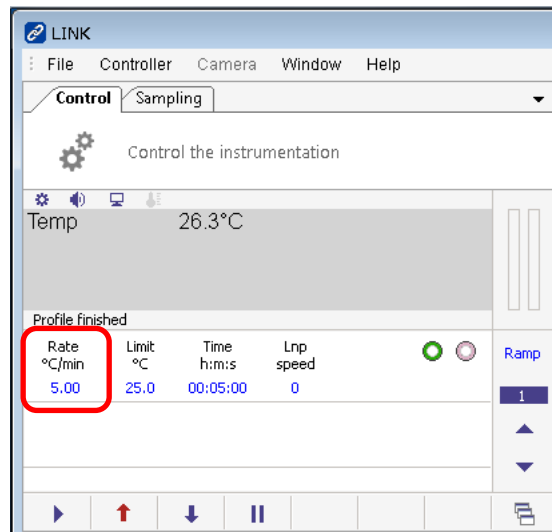 LINK
File Controller Camera Window Help
Control Sampling
Control the instrumentation
Temp 26.3°C
Profile finished
Rate Limit Time Lnp
°C/min °C h:m:s speed
Ramp
5.00 25.0 00:05:00 0
1